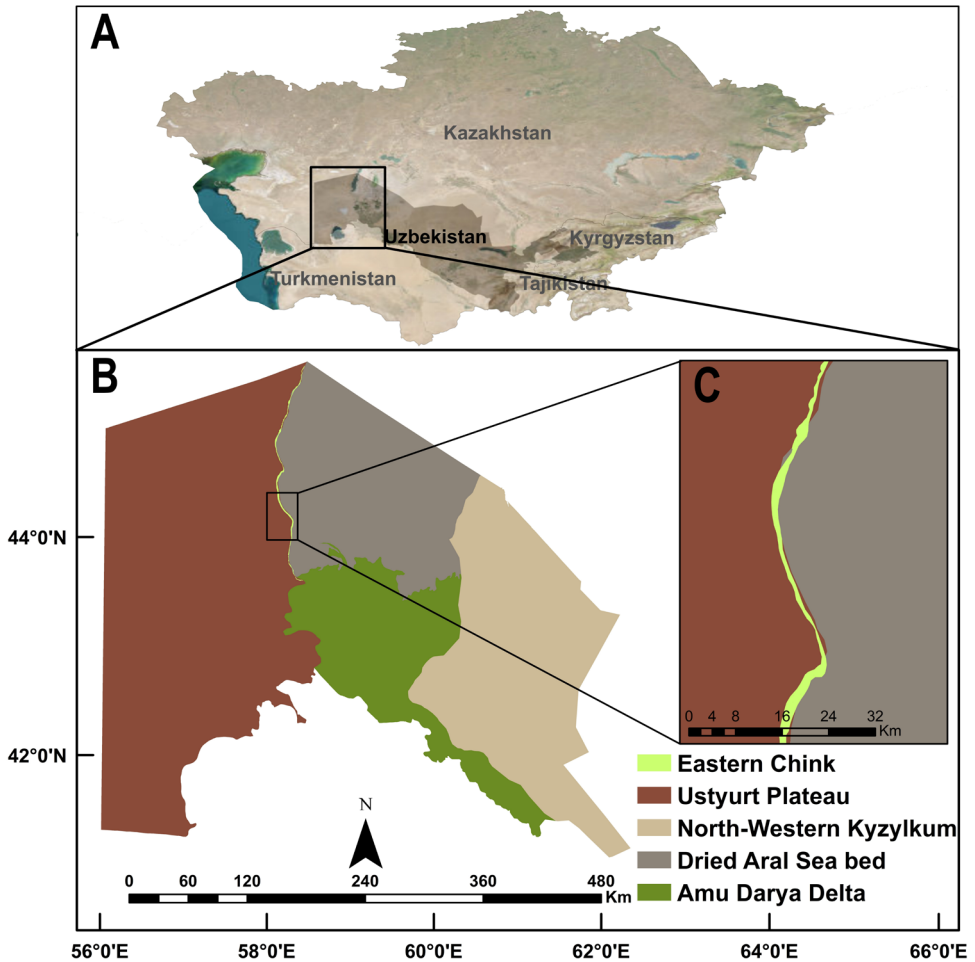 A
Kazakhstan
Uzbekistan
Kyrgyzstan
Turkmenistan
Tajikistan
B
C
44°0'N
42°0'N
0 4 8 16 24 32
Km
Eastern Chink
Ustyurt Plateau
North-Western Kyzylkum
Dried Aral Sea bed
Amu Darya Delta
N
0 60 120 240 360 480
Km
56°0'E 58°0'E 60°0'E 62°0'E 64°0'E 66°0'E